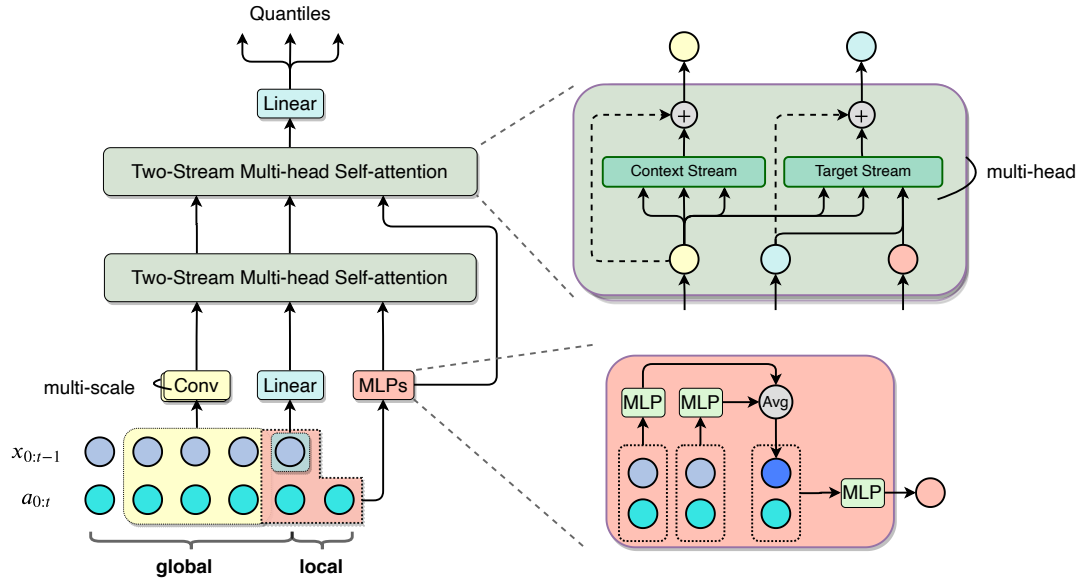 Quantiles
Linear
Two-Stream Multi-head Self-attention
Two-Stream Multi-head Self-attention
multi-scale
Conv
Linear
MLPs
x₀:ₜ₋₁
a₀:ₜ
global
local
+
+
Context Stream
Target Stream
multi-head
MLP
MLP
Avg
MLP